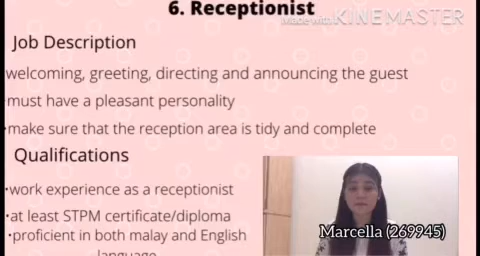 6. Receptionist
Made with KINEMASTER
Job Description
welcoming, greeting, directing and announcing the guest
•must have a pleasant personality
•make sure that the reception area is tidy and complete
Qualifications
•work experience as a receptionist
•at least STPM certificate/diploma
•proficient in both malay and English
language
Marcella (269945)